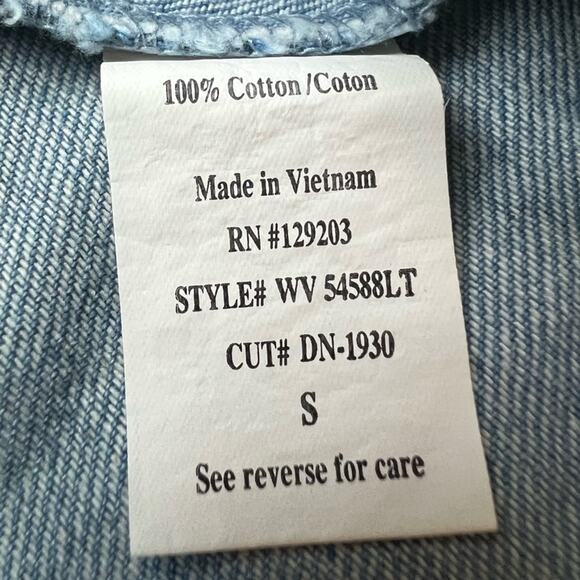 100% Cotton/Coton
Made in Vietnam
RN #129203
STYLE# WV 54588LT
CUT# DN-1930
S
See reverse for care